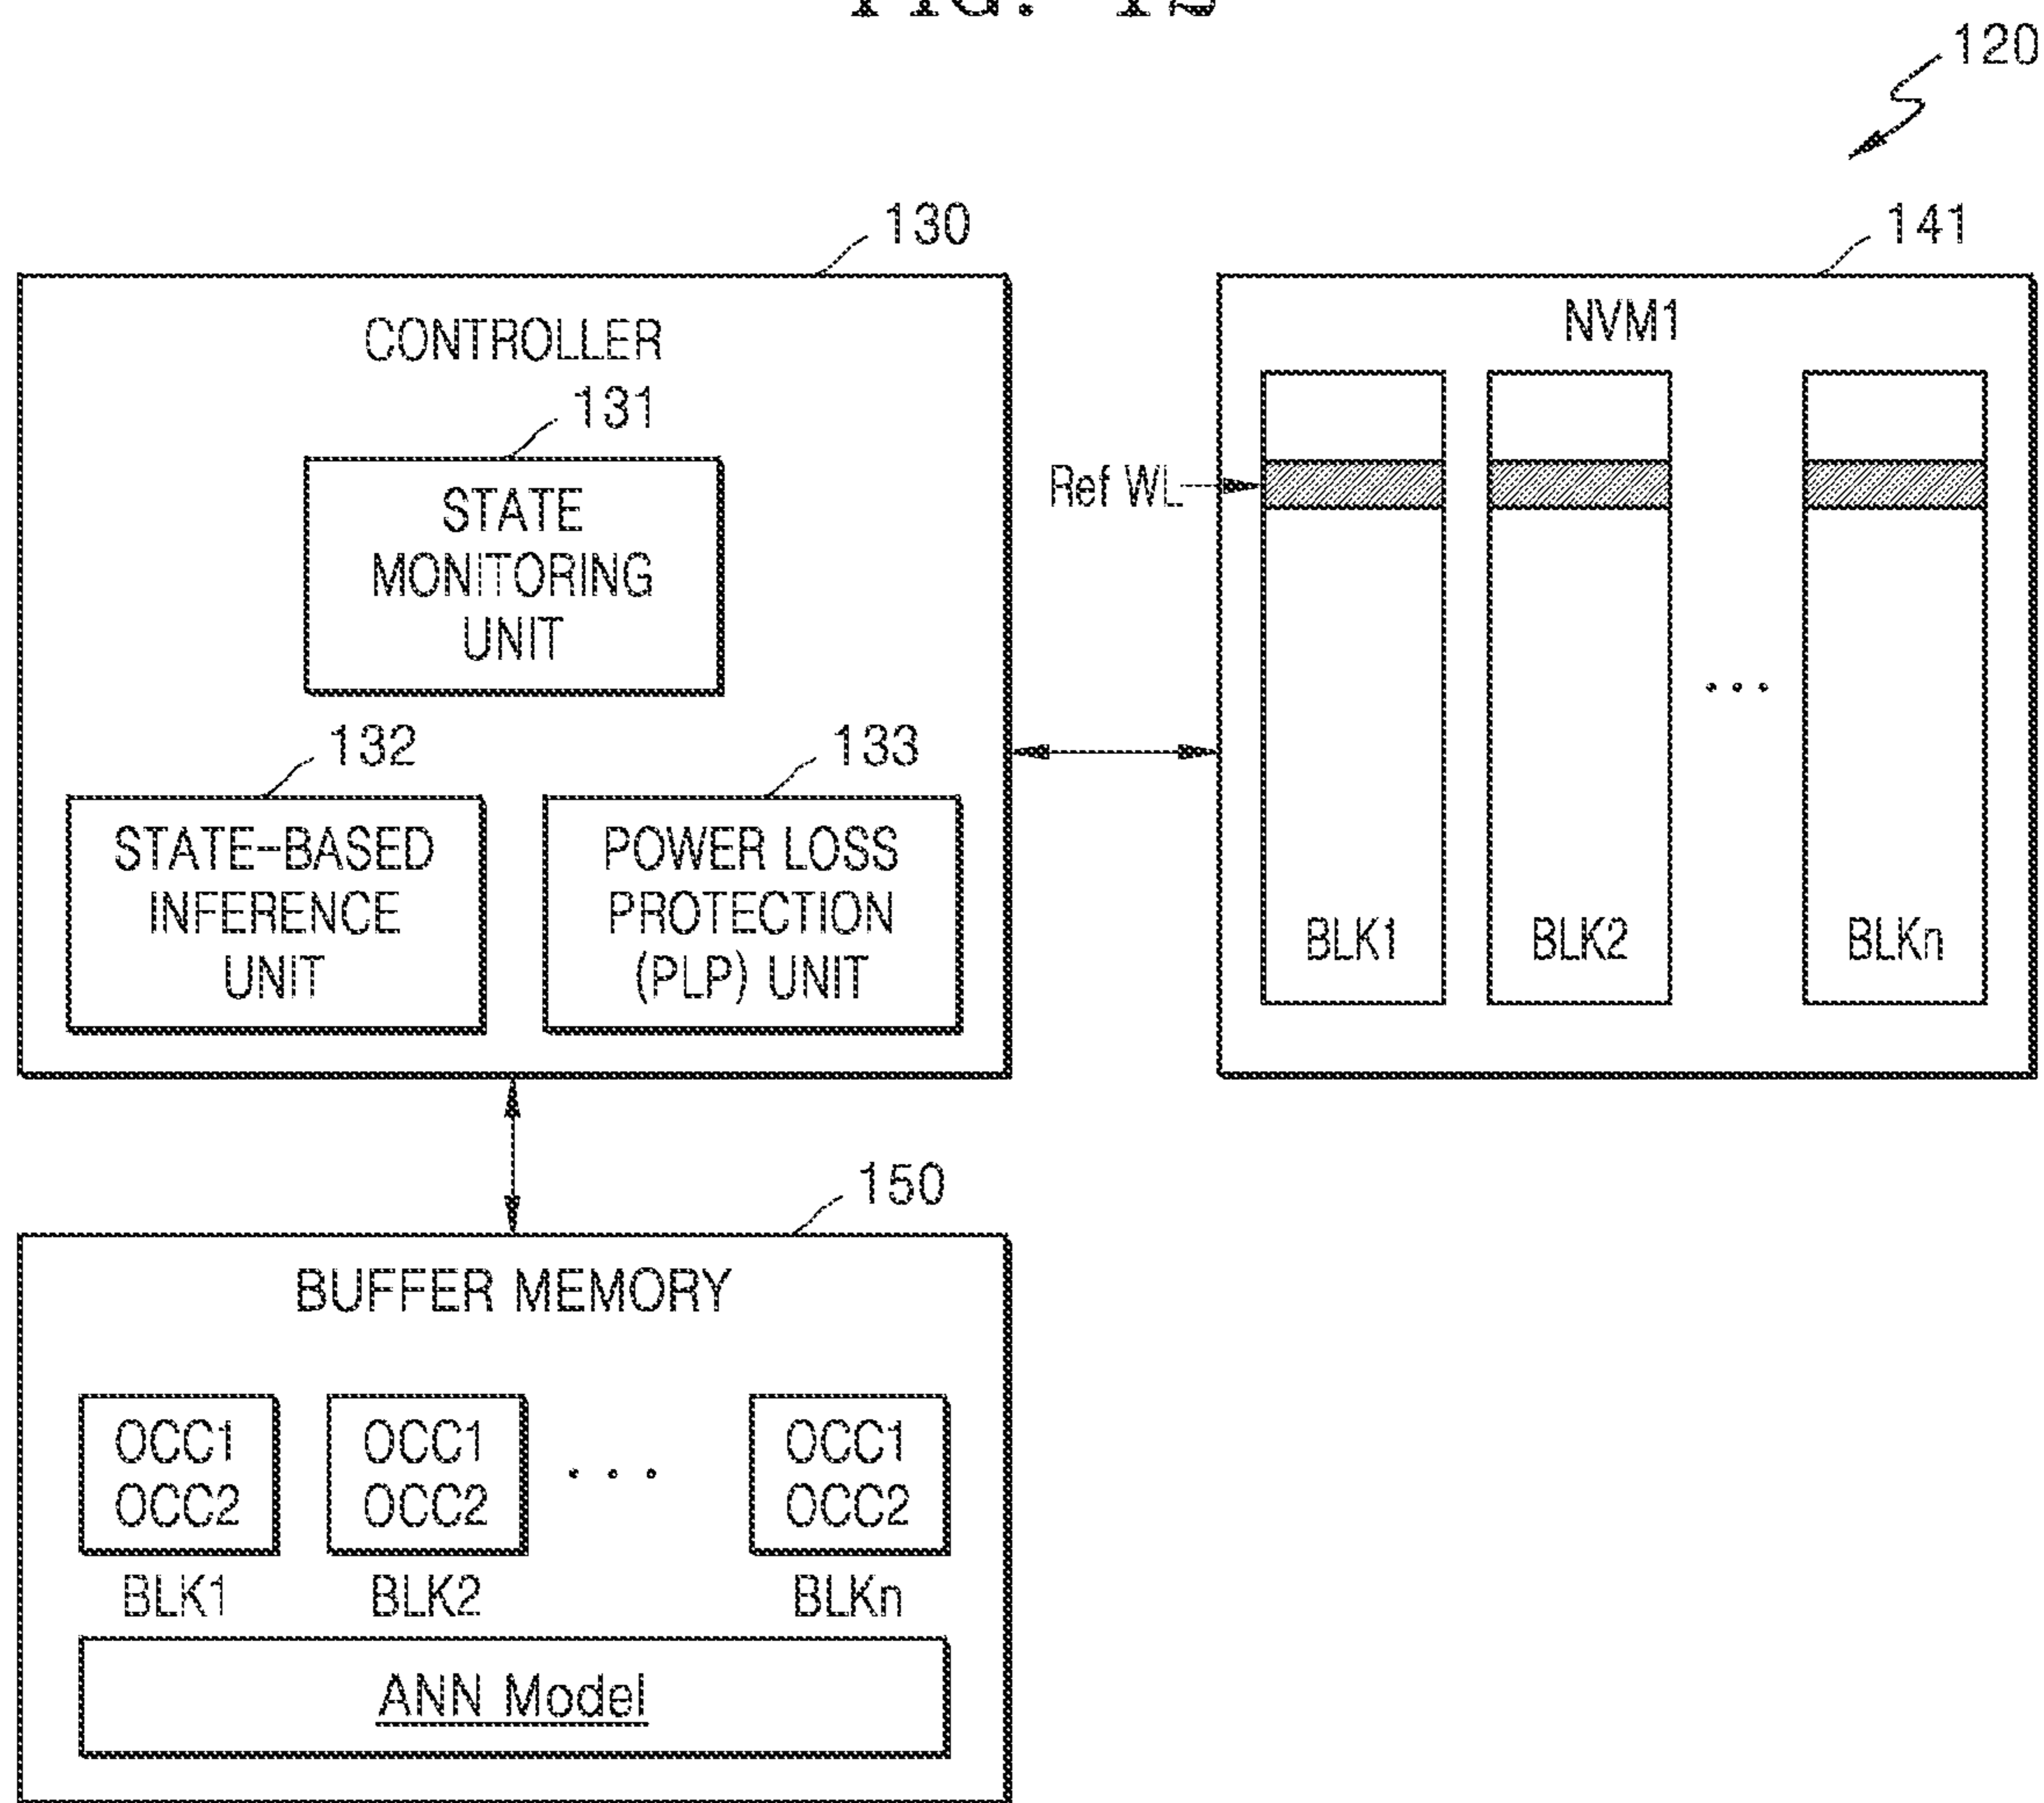 120
130
141
CONTROLLER
NVM1
131
STATE
MONITORING
UNIT
Ref WL
132
133
STATE-BASED
INFERENCE
UNIT
POWER LOSS
PROTECTION
(PLP) UNIT
BLK1
BLK2
...
BLKn
150
BUFFER MEMORY
OCC1
OCC2
OCC1
OCC2
...
OCC1
OCC2
BLK1
BLK2
BLKn
ANN Model